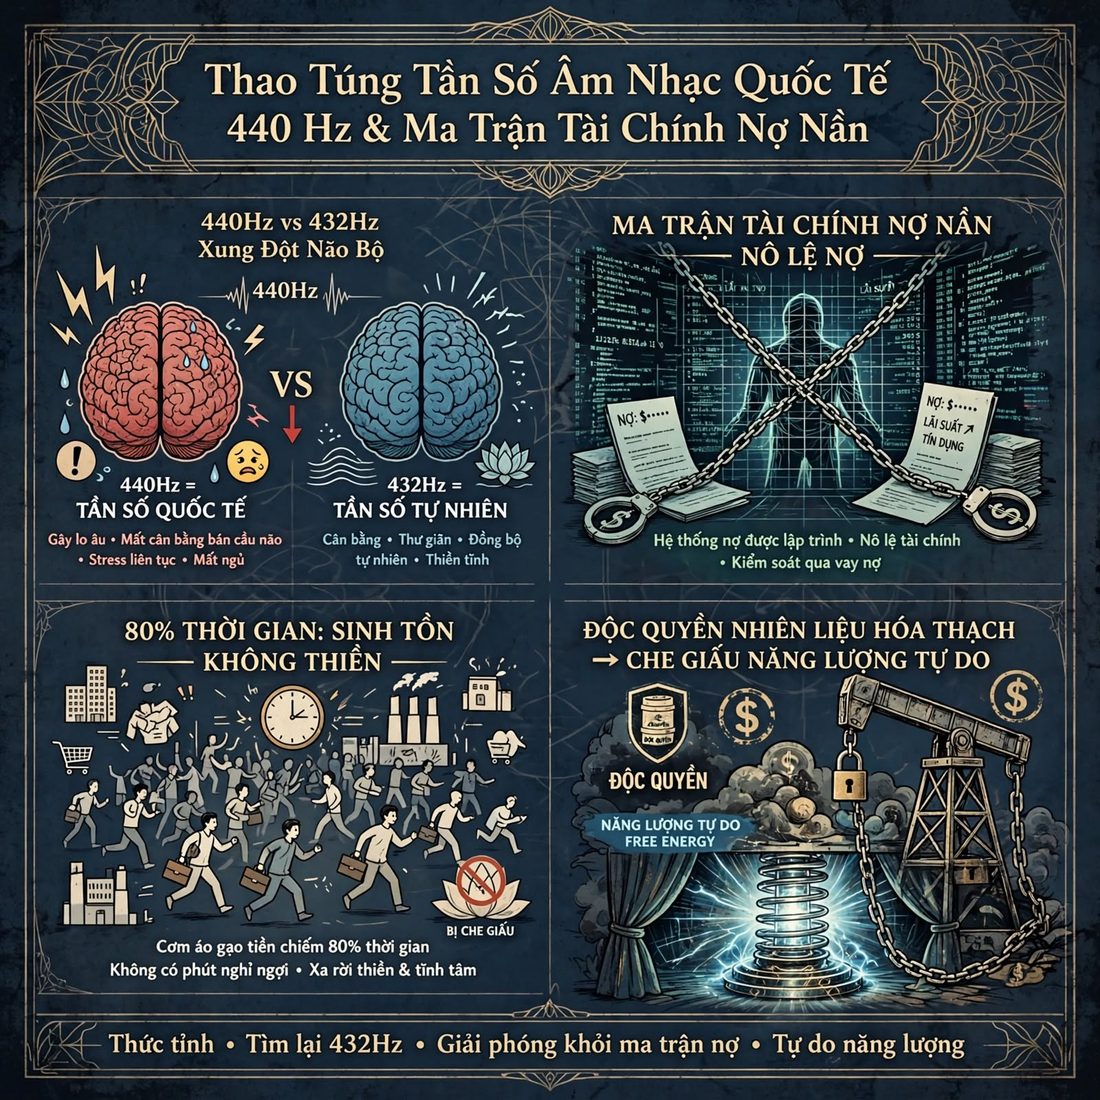 Thao Túng Tần Số Âm Nhạc Quốc Tế
440 Hz & Ma Trận Tài Chính Nợ Nần
440Hz vs 432Hz
Xung Đột Não Bộ
440Hz
VS
440Hz =
TẦN SỐ QUỐC TẾ
Gây lo âu • Mất cân bằng bán cầu não
• Stress liên tục • Mất ngủ
432Hz =
TẦN SỐ TỰ NHIÊN
Cân bằng • Thư giãn • Đồng bộ
tự nhiên • Thiền tĩnh
MA TRẬN TÀI CHÍNH NỢ NẦN
NÔ LỆ NỢ
NỢ: $•••••
NỢ: $•••••
LÃI SUẤT ↗
TÍN DỤNG
$
$
Hệ thống nợ được lập trình • Nô lệ tài chính
• Kiểm soát qua vay nợ
80% THỜI GIAN: SINH TỒN
KHÔNG THIỀN
BỊ CHE GIẤU
Cơm áo gạo tiền chiếm 80% thời gian
Không có phút nghỉ ngơi • Xa rời thiền & tĩnh tâm
ĐỘC QUYỀN NHIÊN LIỆU HÓA THẠCH
→ CHE GIẤU NĂNG LƯỢNG TỰ DO
$
$
$
ĐỘC QUYỀN
NĂNG LƯỢNG TỰ DO
FREE ENERGY
Thức tỉnh • Tìm lại 432Hz • Giải phóng khỏi ma trận nợ • Tự do năng lượng